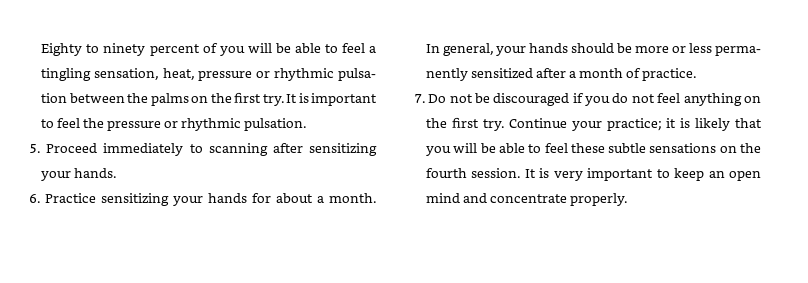 Eighty to ninety percent of you will be able to feel a
tingling sensation, heat, pressure or rhythmic pulsa-
tion between the palms on the first try. It is important
to feel the pressure or rhythmic pulsation.
5. Proceed immediately to scanning after sensitizing
your hands.
6. Practice sensitizing your hands for about a month.
In general, your hands should be more or less perma-
nently sensitized after a month of practice.
7. Do not be discouraged if you do not feel anything on
the first try. Continue your practice; it is likely that
you will be able to feel these subtle sensations on the
fourth session. It is very important to keep an open
mind and concentrate properly.